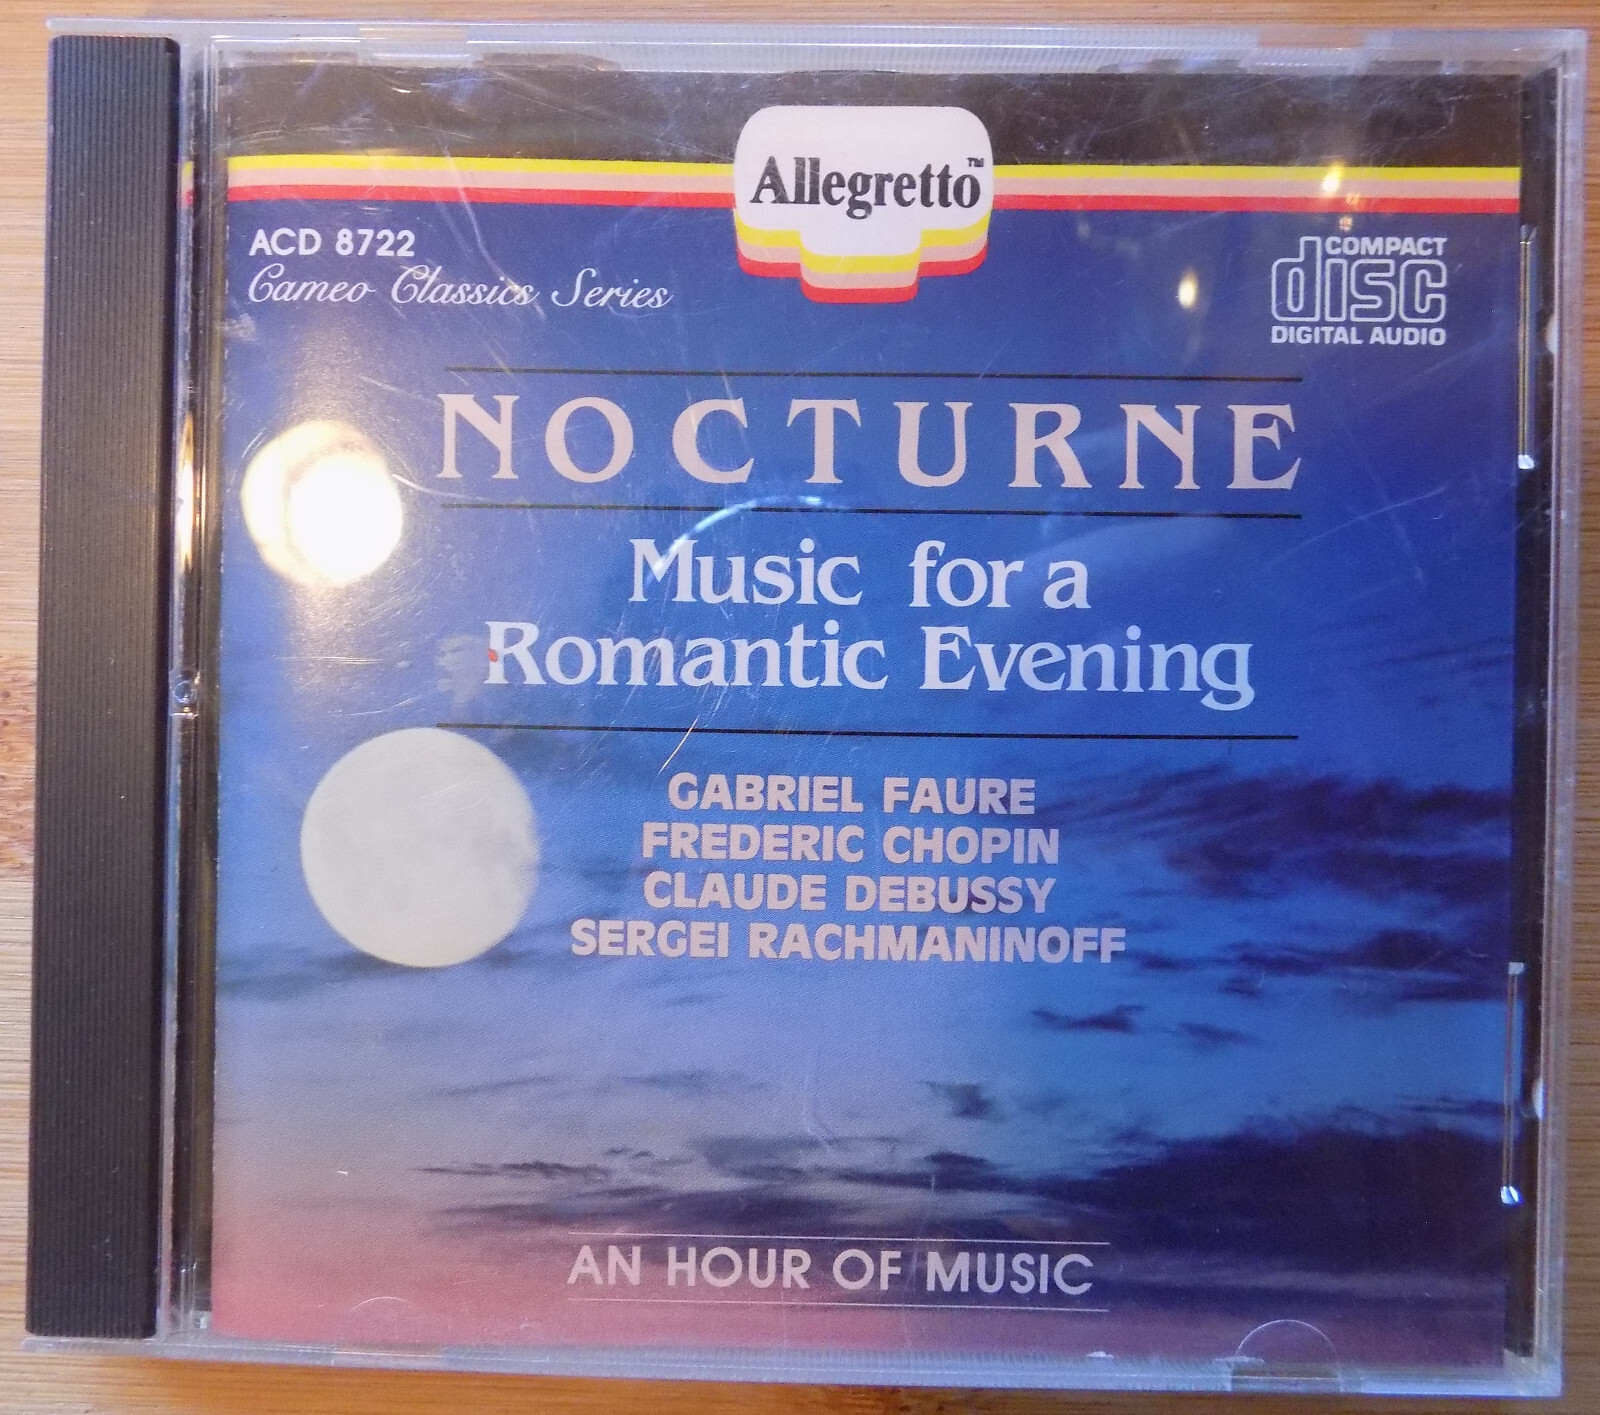 Allegretto™
ACD 8722
Cameo Classics Series
COMPACT
disc
DIGITAL AUDIO
NOCTURNE
Music for a
Romantic Evening
GABRIEL FAURE
FREDERIC CHOPIN
CLAUDE DEBUSSY
SERGEI RACHMANINOFF
AN HOUR OF MUSIC